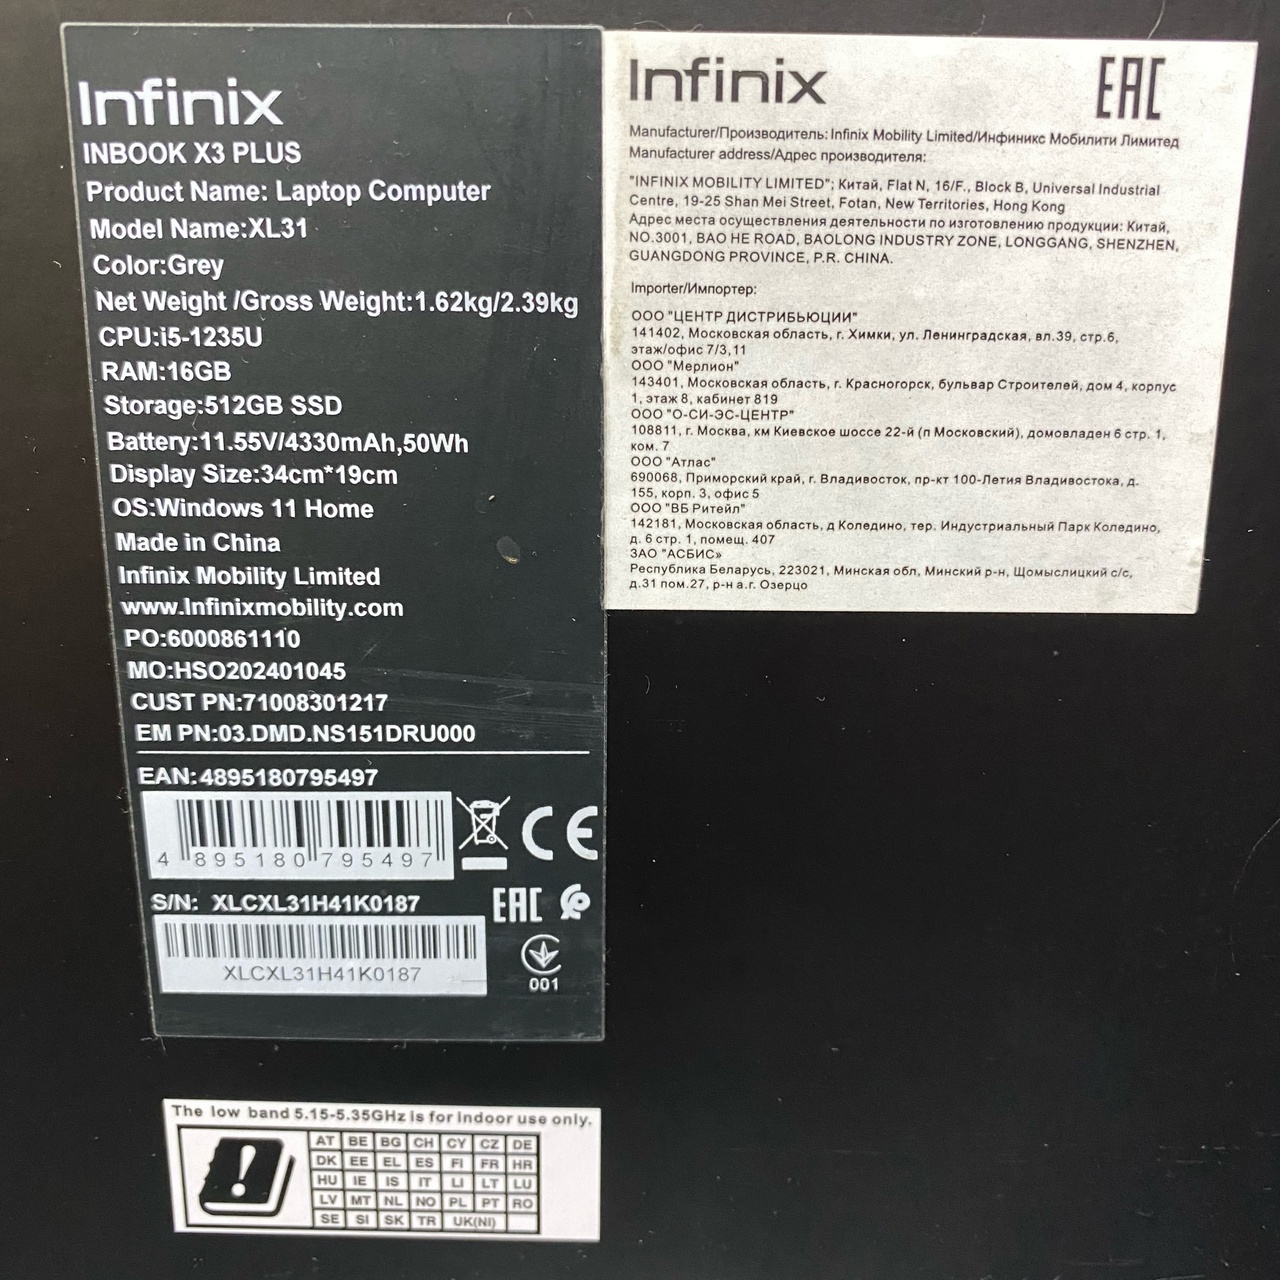 Infinix
INBOOK X3 PLUS
Product Name: Laptop Computer
Model Name:XL31
Color:Grey
Net Weight /Gross Weight:1.62kg/2.39kg
CPU:i5-1235U
RAM:16GB
Storage:512GB SSD
Battery:11.55V/4330mAh,50Wh
Display Size:34cm*19cm
OS:Windows 11 Home
Made in China
Infinix Mobility Limited
www.Infinixmobility.com
PO:6000861110
MO:HSO202401045
CUST PN:71008301217
EM PN:03.DMD.NS151DRU000
EAN:4895180795497
4 895180 795497
CE
S/N: XLCXL31H41K0187
EAC
XLCXL31H41K0187
001
Infinix
EAC
Manufacturer/Производитель: Infinix Mobility Limited/Инфиникс Мобилити Лимитед
Manufacturer address/Адрес производителя:
"INFINIX MOBILITY LIMITED"; Китай, Flat N, 16/F., Block B, Universal Industrial
Centre, 19-25 Shan Mei Street, Fotan, New Territories, Hong Kong
Адрес места осуществления деятельности по изготовлению продукции: Китай,
NO.3001, BAO HE ROAD, BAOLONG INDUSTRY ZONE, LONGGANG, SHENZHEN,
GUANGDONG PROVINCE, P.R. CHINA.
Importer/Импортер:
ООО "ЦЕНТР ДИСТРИБЬЮЦИИ"
141402, Московская область, г. Химки, ул. Ленинградская, вл.39, стр.6,
этаж/офис 7/3,11
ООО "Мерлион"
143401, Московская область, г. Красногорск, бульвар Строителей, дом 4, корпус
1, этаж 8, кабинет 819
ООО "О-СИ-ЭС-ЦЕНТР"
108811, г. Москва, км Киевское шоссе 22-й (п Московский), домовладен 6 стр. 1,
ком. 7
ООО "Атлас"
690068, Приморский край, г. Владивосток, пр-кт 100-Летия Владивостока, д.
155, корп. 3, офис 5
ООО "ВБ Ритейл"
142181, Московская область, д Коледино, тер. Индустриальный Парк Коледино,
д. 6 стр. 1, помещ. 407
ЗАО "АСБИС»
Республика Беларусь, 223021, Минская обл, Минский р-н, Щомыслицкий с/с,
д.31 пом.27, р-н а.г. Озерцо
The low band 5.15-5.35GHz is for indoor use only.
AT BE BG CH CY CZ DE
DK EE EL ES FI FR HR
HU IE IS IT LI LT LU
LV MT NL NO PL PT RO
SE SI SK TR UK(NI)